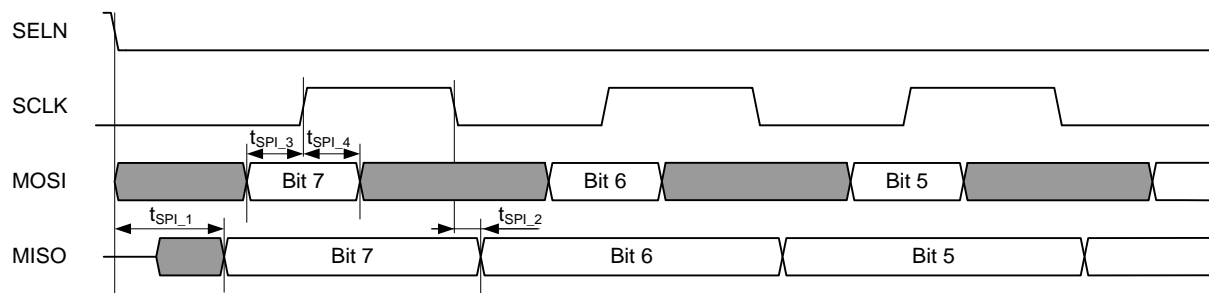 SELN
SCLK
tSPI_3 tSPI_4
MOSI Bit 7 Bit 6 Bit 5
tSPI_1 tSPI_2
MISO Bit 7 Bit 6 Bit 5